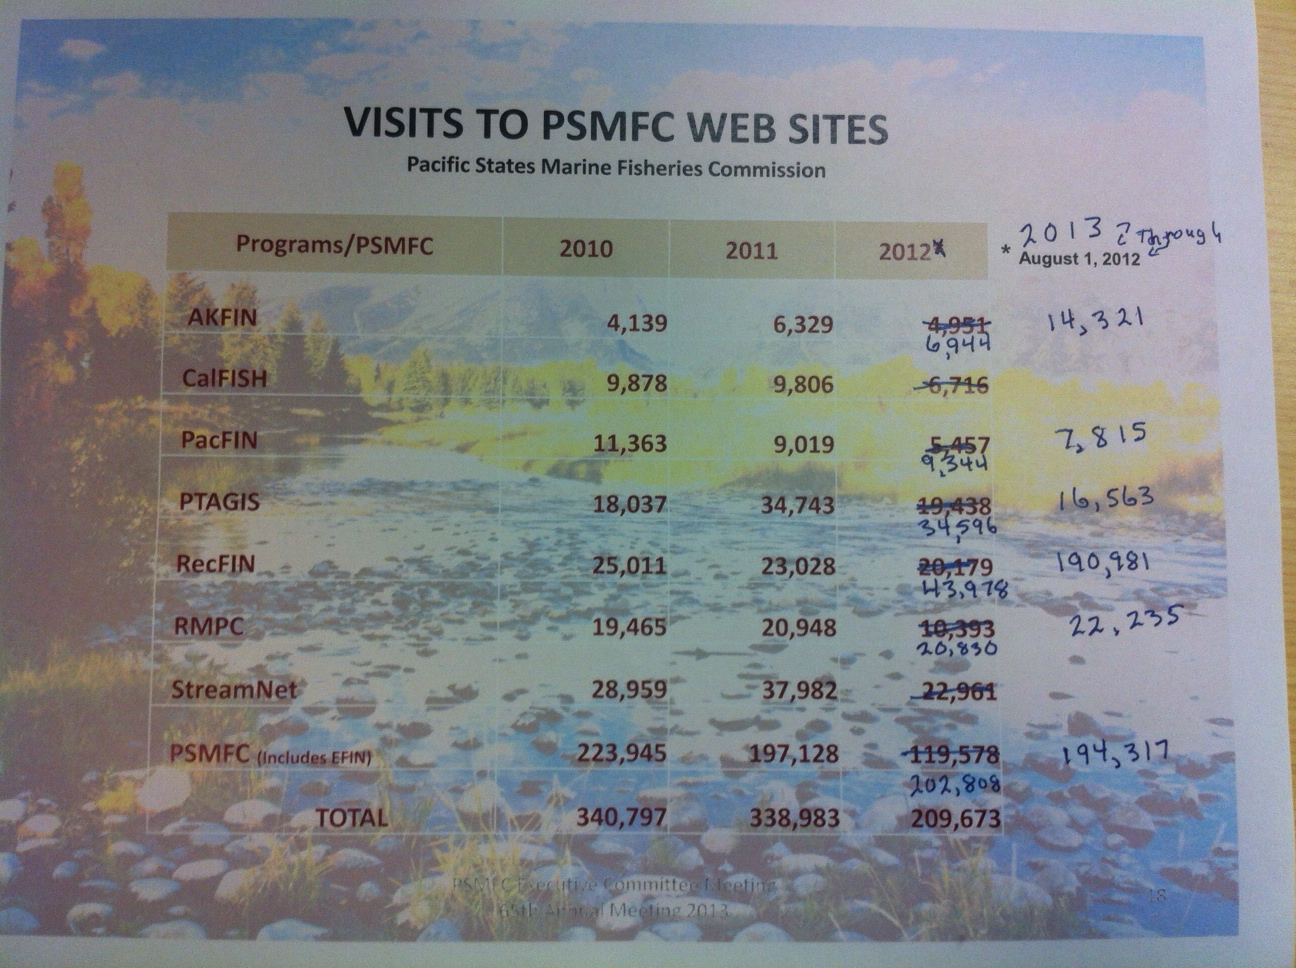 VISITS TO PSMFC WEB SITES
Pacific States Marine Fisheries Commission
Programs/PSMFC 2010 2011 2012* 2013 through
* August 1, 2012
AKFIN 4,139 6,329 4,951 14,321
6,944
CalFISH 9,878 9,806 6,716
PacFIN 11,363 9,019 5,457 7,815
9,344
PTAGIS 18,037 34,743 19,438 16,563
34,596
RecFIN 25,011 23,028 20,179 190,981
43,978
RMPC 19,465 20,948 10,393 22,235
20,830
StreamNet 28,959 37,982 22,961
PSMFC (Includes EFIN) 223,945 197,128 119,578 194,317
202,808
TOTAL 340,797 338,983 209,673
PSMFC Executive Committee Meeting
65th Annual Meeting 2013
18